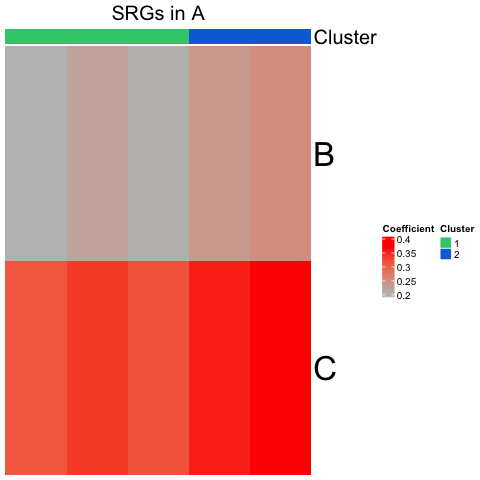 SRGs in A
Cluster
B
C
Coefficient
0.4
0.35
0.3
0.25
0.2
Cluster
1
2